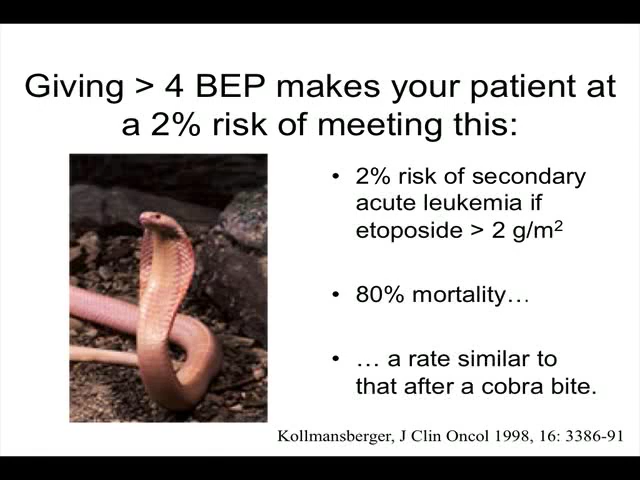 Giving > 4 BEP makes your patient at
a 2% risk of meeting this:
• 2% risk of secondary
acute leukemia if
etoposide > 2 g/m²
• 80% mortality…
• … a rate similar to
that after a cobra bite.
Kollmansberger, J Clin Oncol 1998, 16: 3386-91